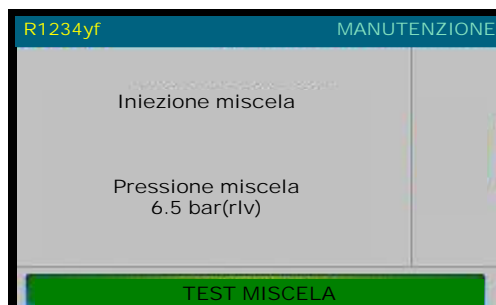 R1234yf
MANUTENZIONE
Iniezione miscela
Pressione miscela
6.5 bar(rlv)
TEST MISCELA